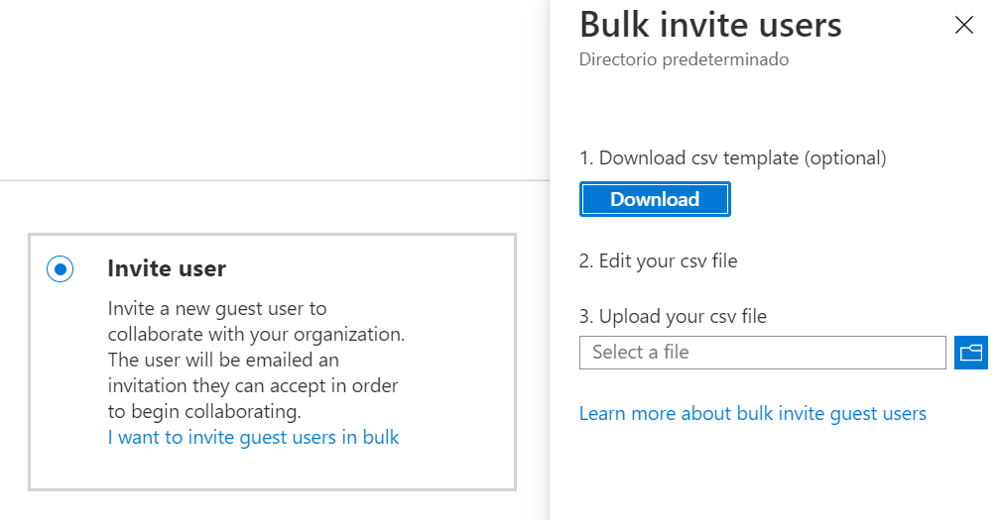 Bulk invite users
Directorio predeterminado
1. Download csv template (optional)
Download
2. Edit your csv file
3. Upload your csv file
Select a file
Learn more about bulk invite guest users
Invite user
Invite a new guest user to
collaborate with your organization.
The user will be emailed an
invitation they can accept in order
to begin collaborating.
I want to invite guest users in bulk